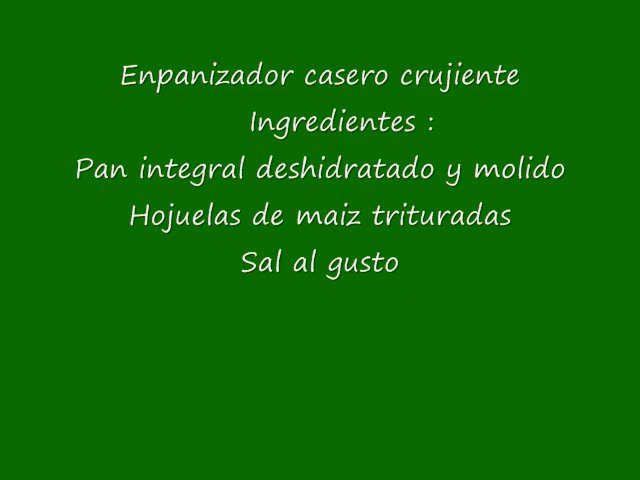 Enpanizador casero crujiente
Ingredientes :
Pan integral deshidratado y molido
Hojuelas de maiz trituradas
Sal al gusto